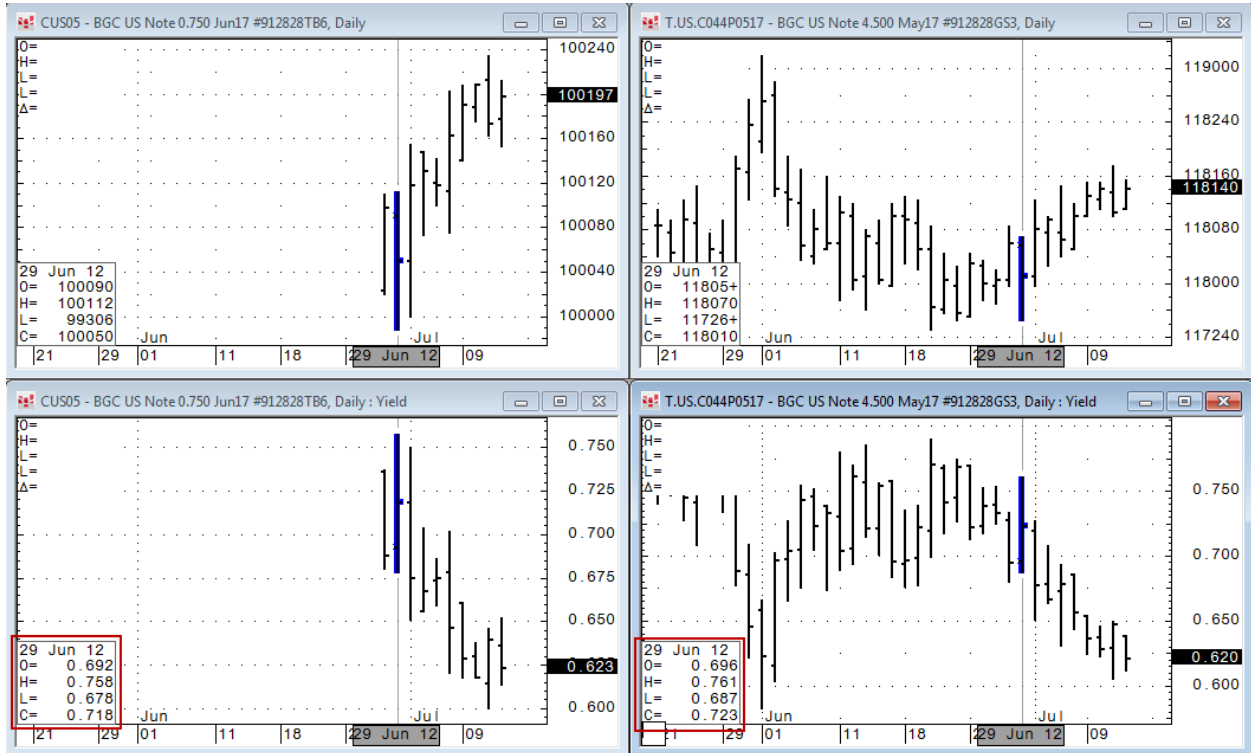 CUS05 - BGC US Note 0.750 Jun17 #912828TB6, Daily
O=
H=
L=
L=
Δ=
100240
100197
100160
100120
100080
100040
100000
29 Jun 12
O= 100090
H= 100112
L= 99306
C= 100050
Jun
Jul
21 29 01 11 18 29 Jun 12 09
T.US.C044P0517 - BGC US Note 4.500 May17 #912828GS3, Daily
O=
H=
L=
L=
Δ=
119000
118240
118160
118140
118080
118000
117240
29 Jun 12
O= 11805+
H= 118070
L= 11726+
C= 118010
Jun
Jul
21 29 01 11 18 29 Jun 12 09
CUS05 - BGC US Note 0.750 Jun17 #912828TB6, Daily : Yield
O=
H=
L=
L=
Δ=
0.750
0.725
0.700
0.675
0.650
0.623
0.600
29 Jun 12
O= 0.692
H= 0.758
L= 0.678
C= 0.718
Jun
Jul
21 29 01 11 18 29 Jun 12 09
T.US.C044P0517 - BGC US Note 4.500 May17 #912828GS3, Daily : Yield
O=
H=
L=
L=
Δ=
0.750
0.700
0.650
0.620
0.600
29 Jun 12
O= 0.696
H= 0.761
L= 0.687
C= 0.723
Jun
Jul
29 01 11 18 29 Jun 12 09